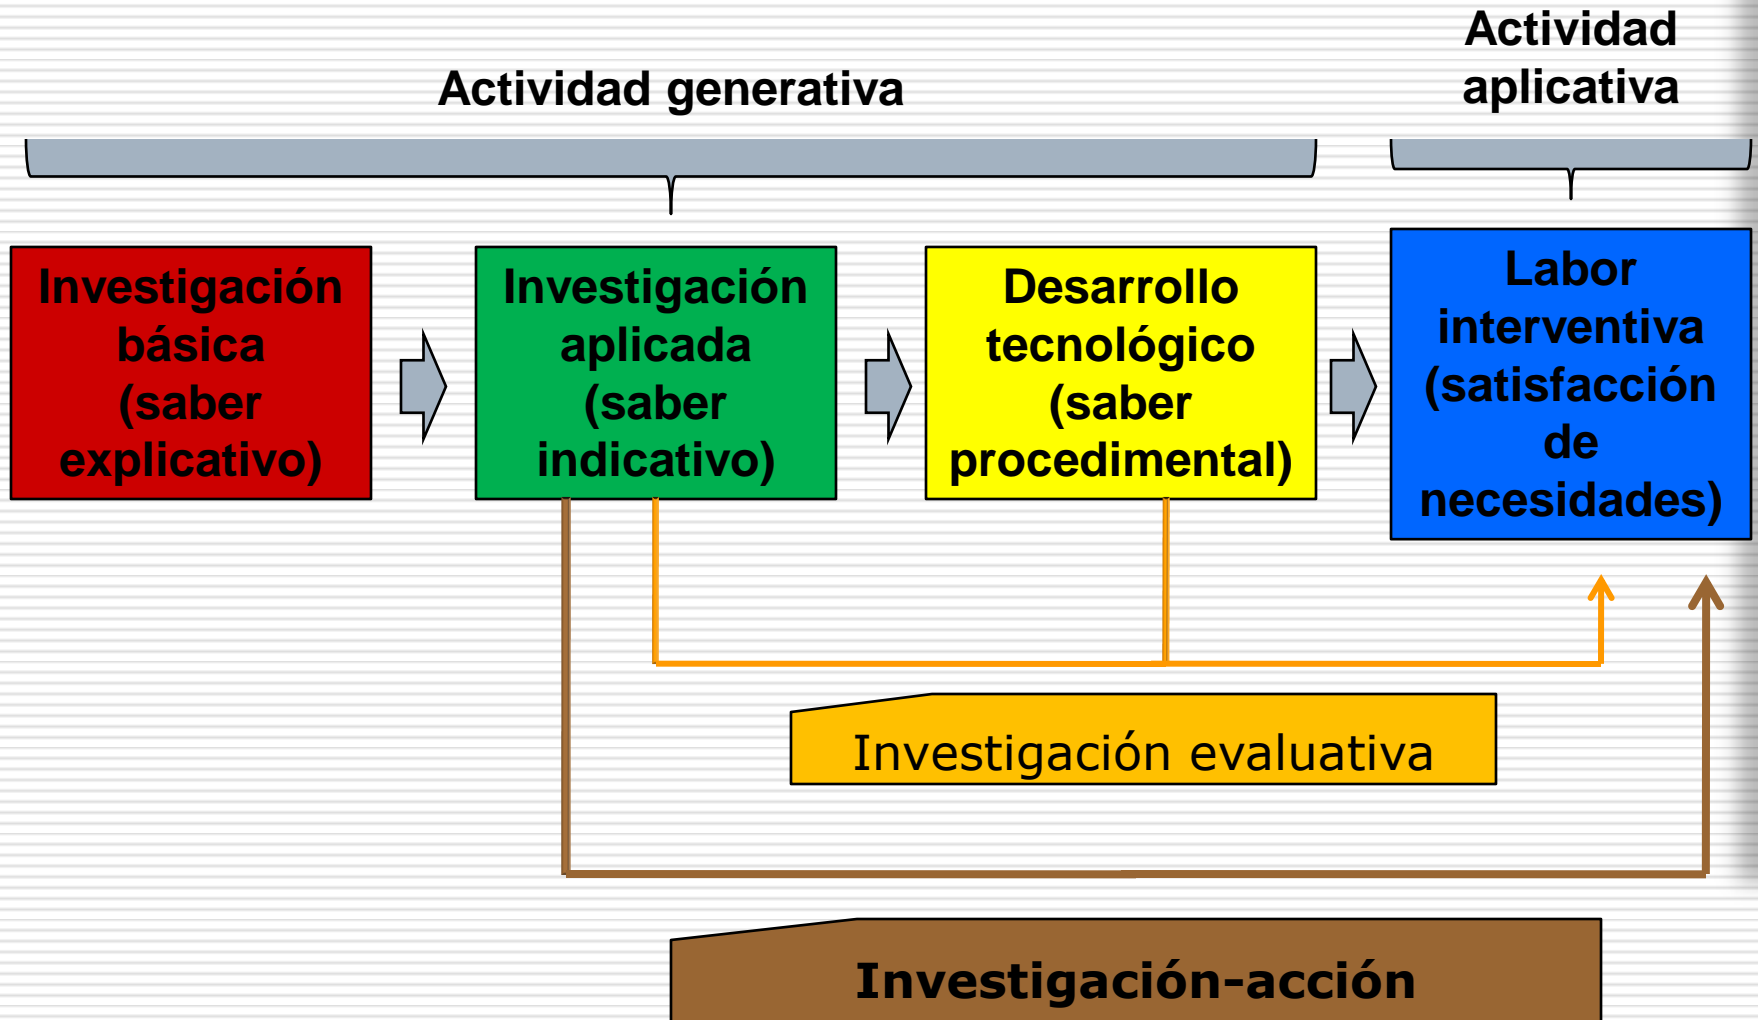 Actividad
aplicativa
Actividad generativa
Investigación
básica
(saber
explicativo)
Investigación
aplicada
(saber
indicativo)
Desarrollo
tecnológico
(saber
procedimental)
Labor
interventiva
(satisfacción
de
necesidades)
Investigación evaluativa
Investigación-acción